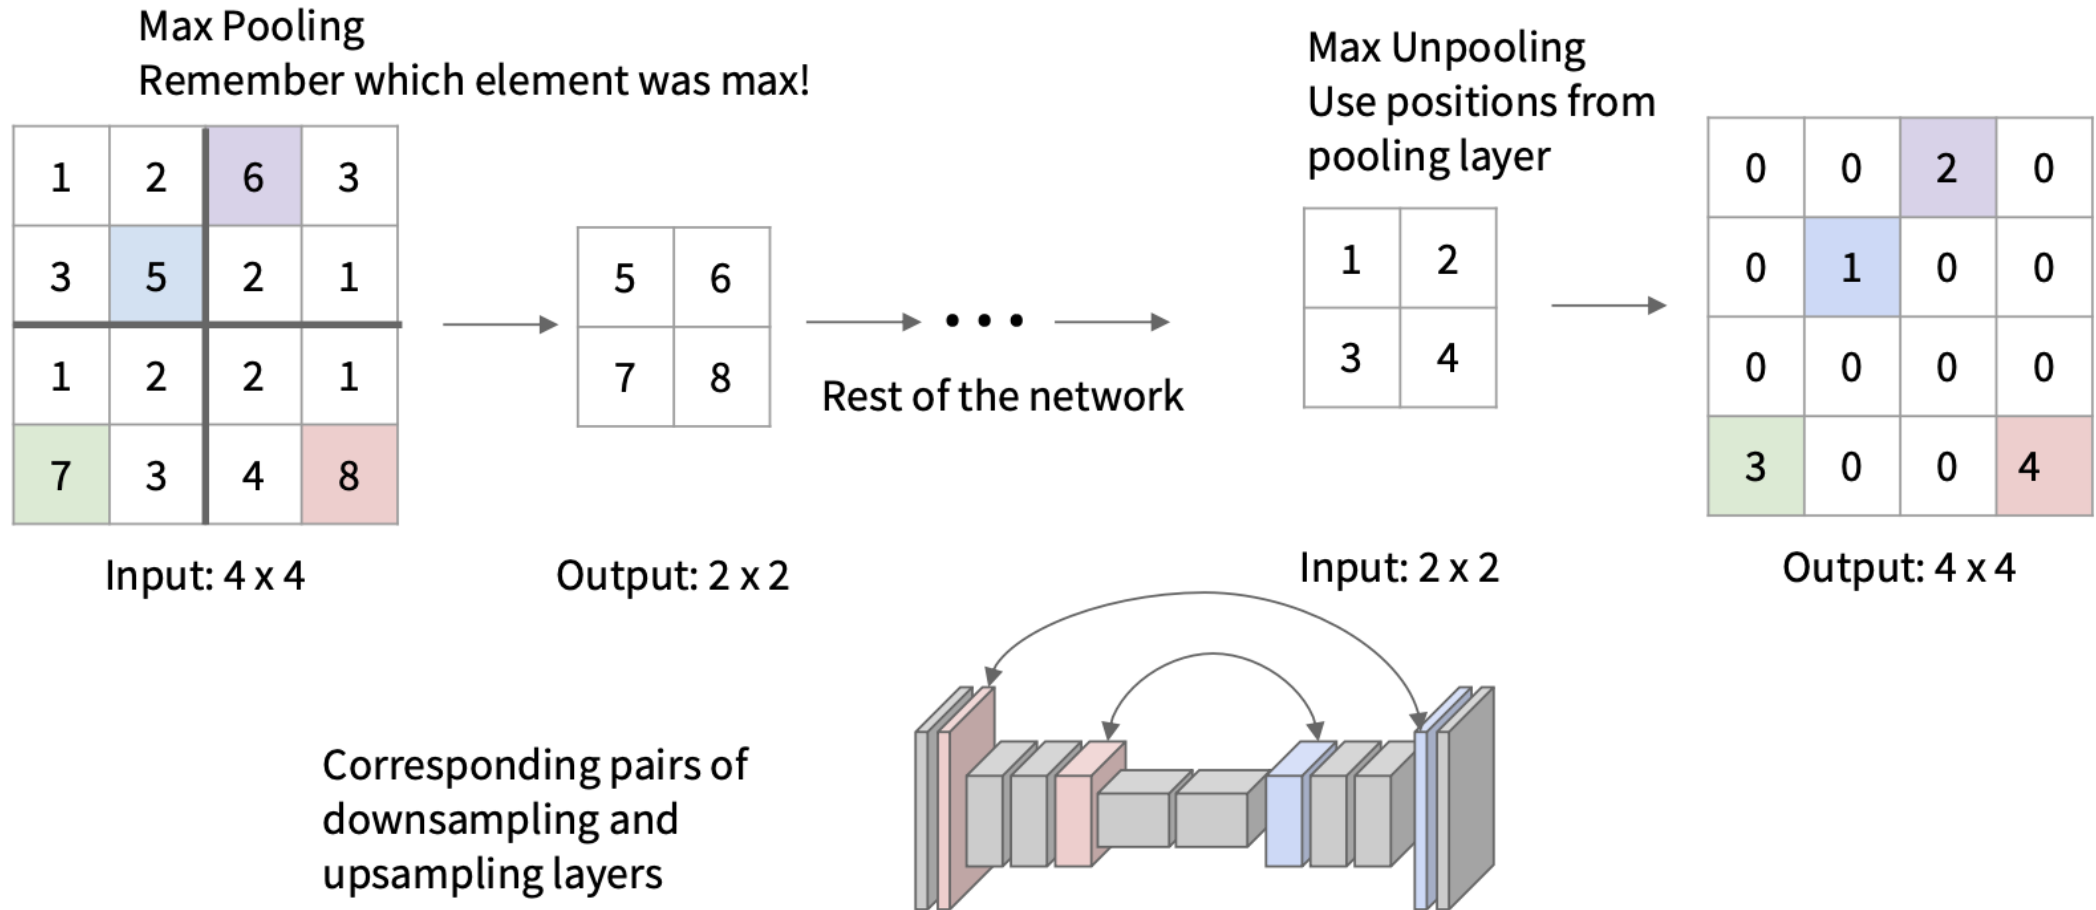 Max Pooling
Remember which element was max!
1 2 6 3
3 5 2 1
1 2 2 1
7 3 4 8
Input: 4 x 4
5 6
7 8
Output: 2 x 2
Rest of the network
Max Unpooling
Use positions from
pooling layer
1 2
3 4
Input: 2 x 2
0 0 2 0
0 1 0 0
0 0 0 0
3 0 0 4
Output: 4 x 4
Corresponding pairs of
downsampling and
upsampling layers